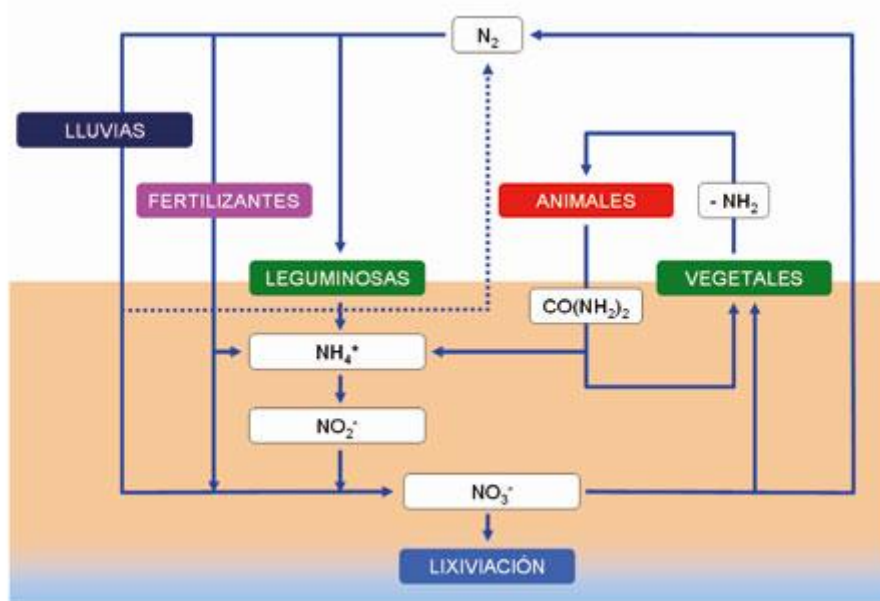 N₂
LLUVIAS
FERTILIZANTES
ANIMALES
- NH₂
LEGUMINOSAS
VEGETALES
CO(NH₂)₂
NH₄⁺
NO₂⁻
NO₃⁻
LIXIVIACIÓN